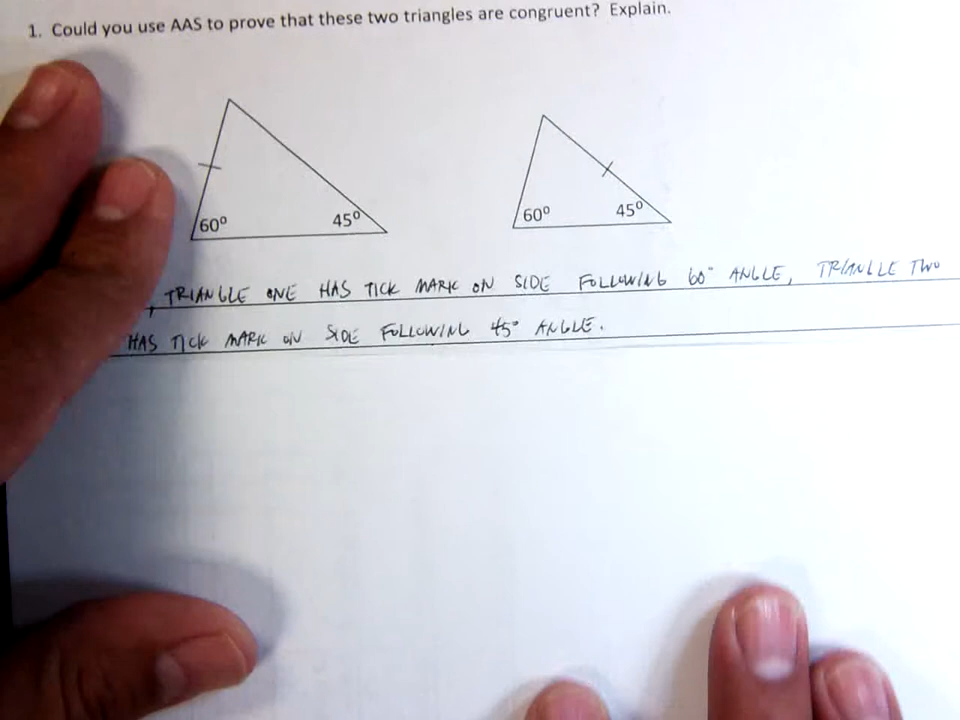 1. Could you use AAS to prove that these two triangles are congruent? Explain.
60° 45° 60° 45°
TRIANGLE ONE HAS TICK MARK ON SIDE FOLLOWING 60° ANGLE, TRIANGLE TWO
HAS TICK MARK ON SIDE FOLLOWING 45° ANGLE.